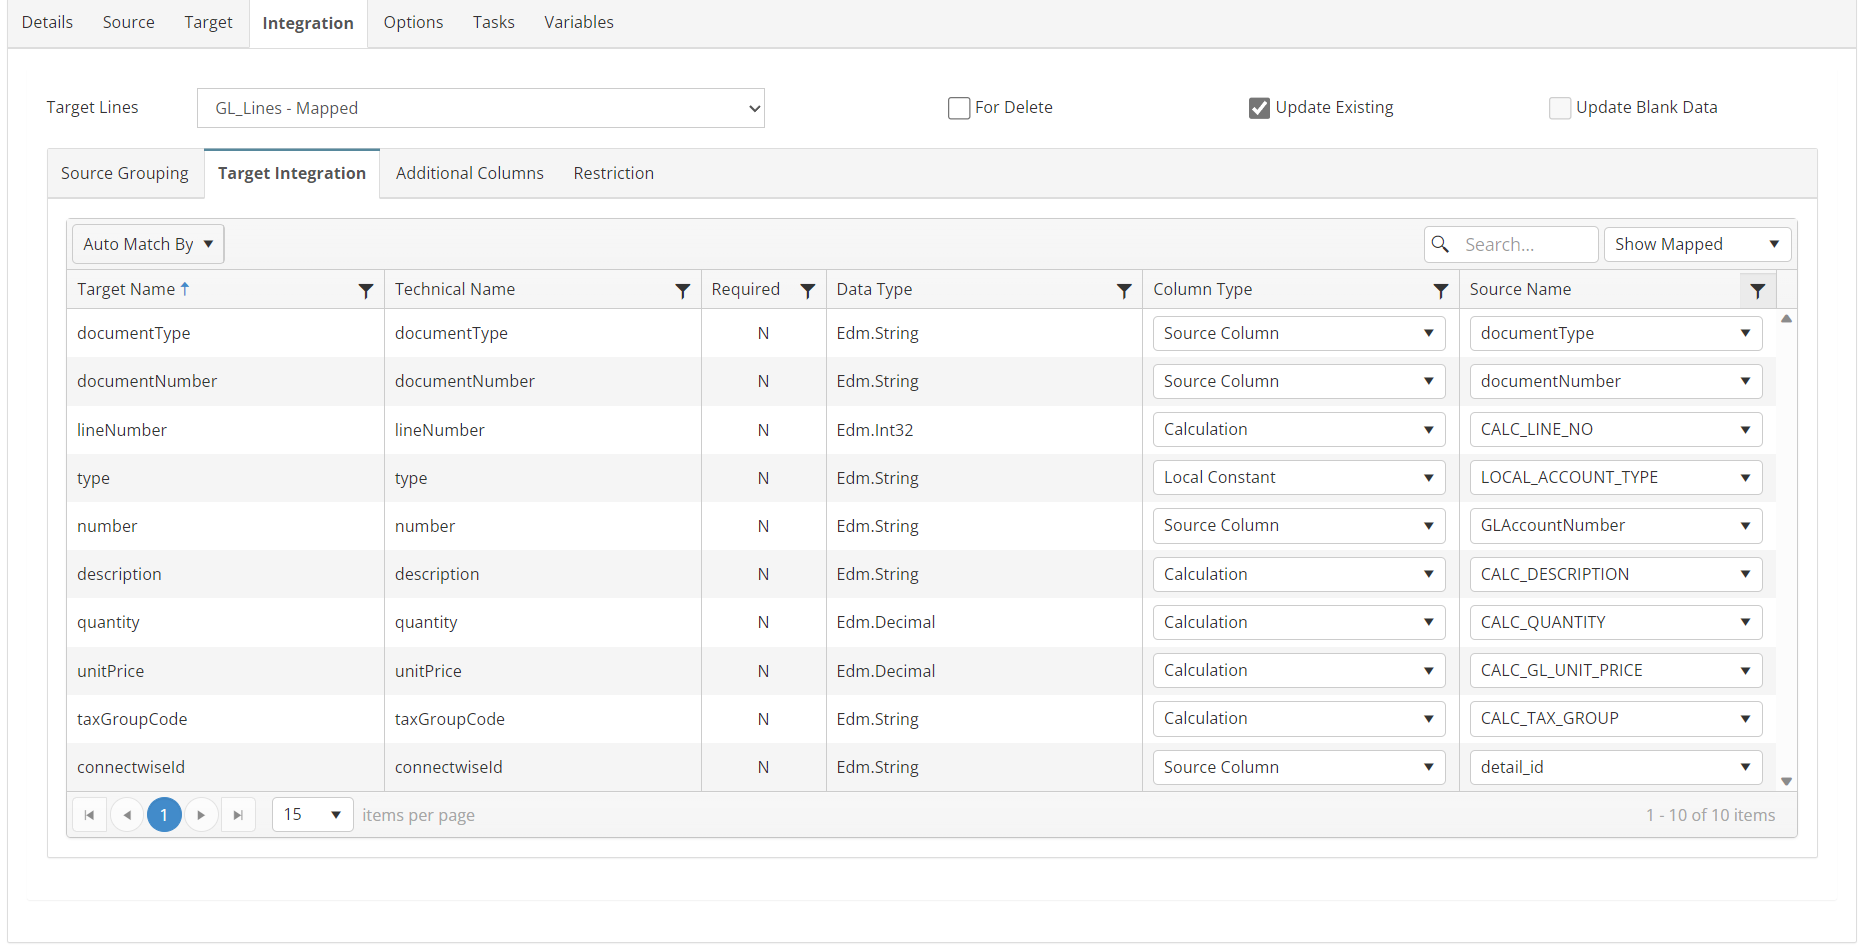 Details Source Target Integration Options Tasks Variables
Target Lines GL_Lines - Mapped For Delete Update Existing Update Blank Data
Source Grouping Target Integration Additional Columns Restriction
Auto Match By Search... Show Mapped
Target Name Technical Name Required Data Type Column Type Source Name
documentType documentType N Edm.String Source Column documentType
documentNumber documentNumber N Edm.String Source Column documentNumber
lineNumber lineNumber N Edm.Int32 Calculation CALC_LINE_NO
type type N Edm.String Local Constant LOCAL_ACCOUNT_TYPE
number number N Edm.String Source Column GLAccountNumber
description description N Edm.String Calculation CALC_DESCRIPTION
quantity quantity N Edm.Decimal Calculation CALC_QUANTITY
unitPrice unitPrice N Edm.Decimal Calculation CALC_GL_UNIT_PRICE
taxGroupCode taxGroupCode N Edm.String Calculation CALC_TAX_GROUP
connectwiseId connectwiseId N Edm.String Source Column detail_id
1 15 items per page 1 - 10 of 10 items